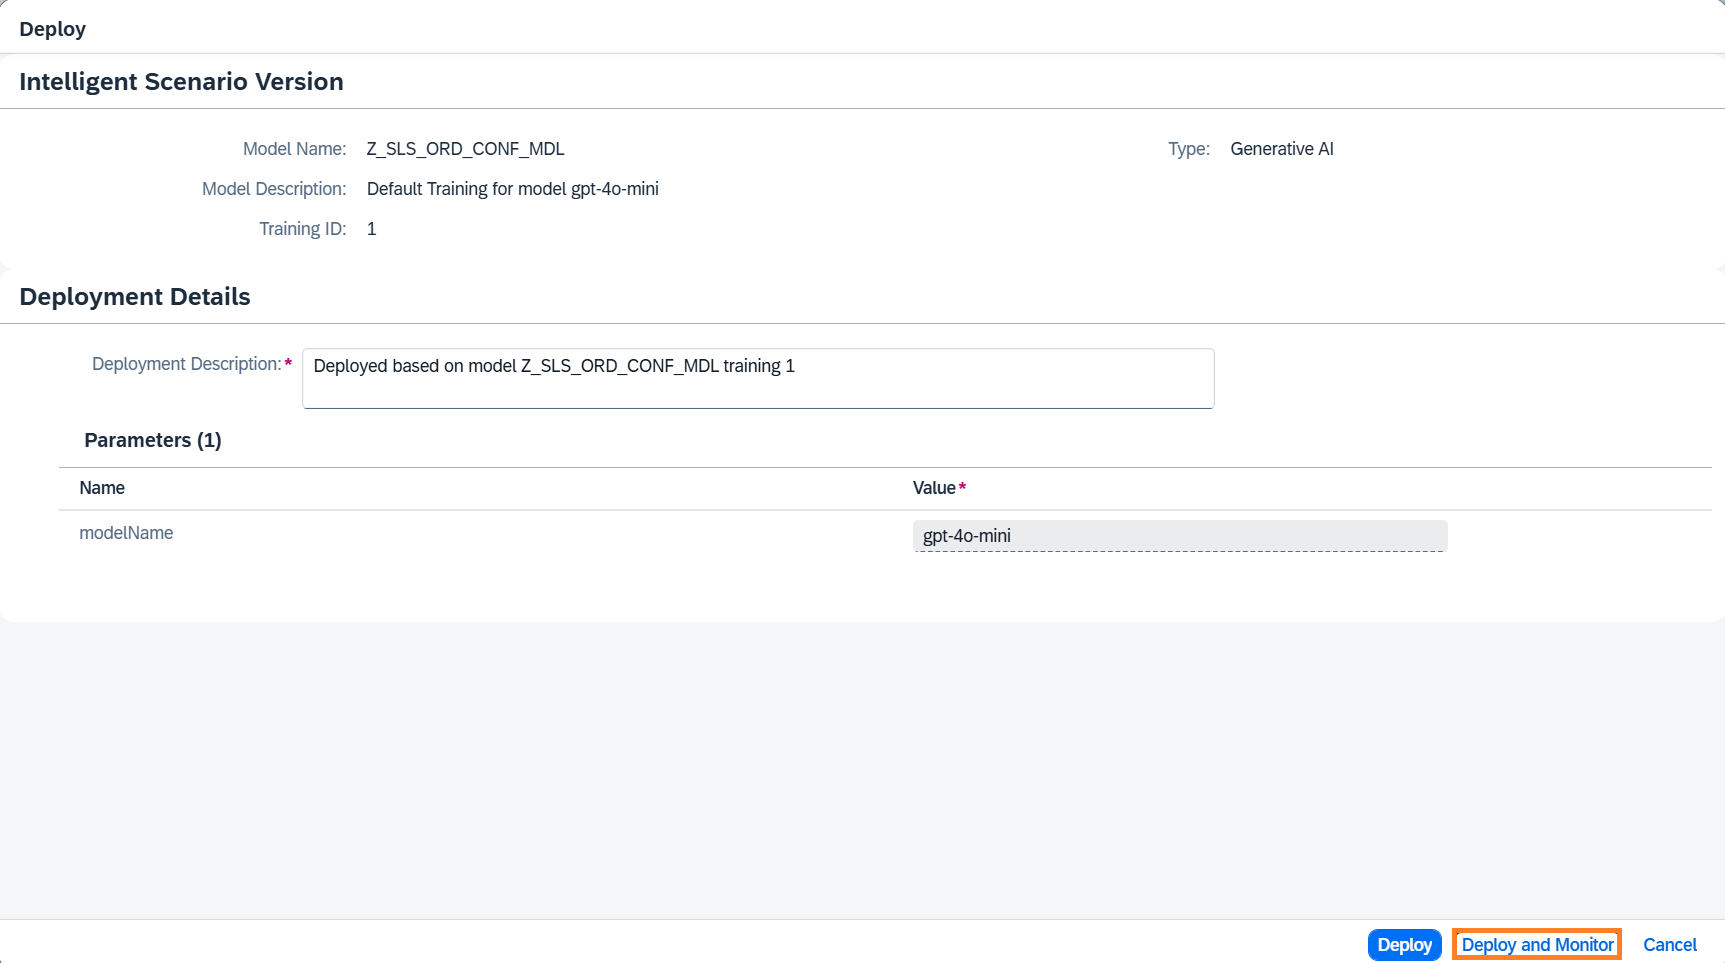 Deploy
Intelligent Scenario Version
Model Name: Z_SLS_ORD_CONF_MDL Type: Generative AI
Model Description: Default Training for model gpt-4o-mini
Training ID: 1
Deployment Details
Deployment Description:* Deployed based on model Z_SLS_ORD_CONF_MDL training 1
Parameters (1)
Name Value*
modelName gpt-4o-mini
Deploy Deploy and Monitor Cancel